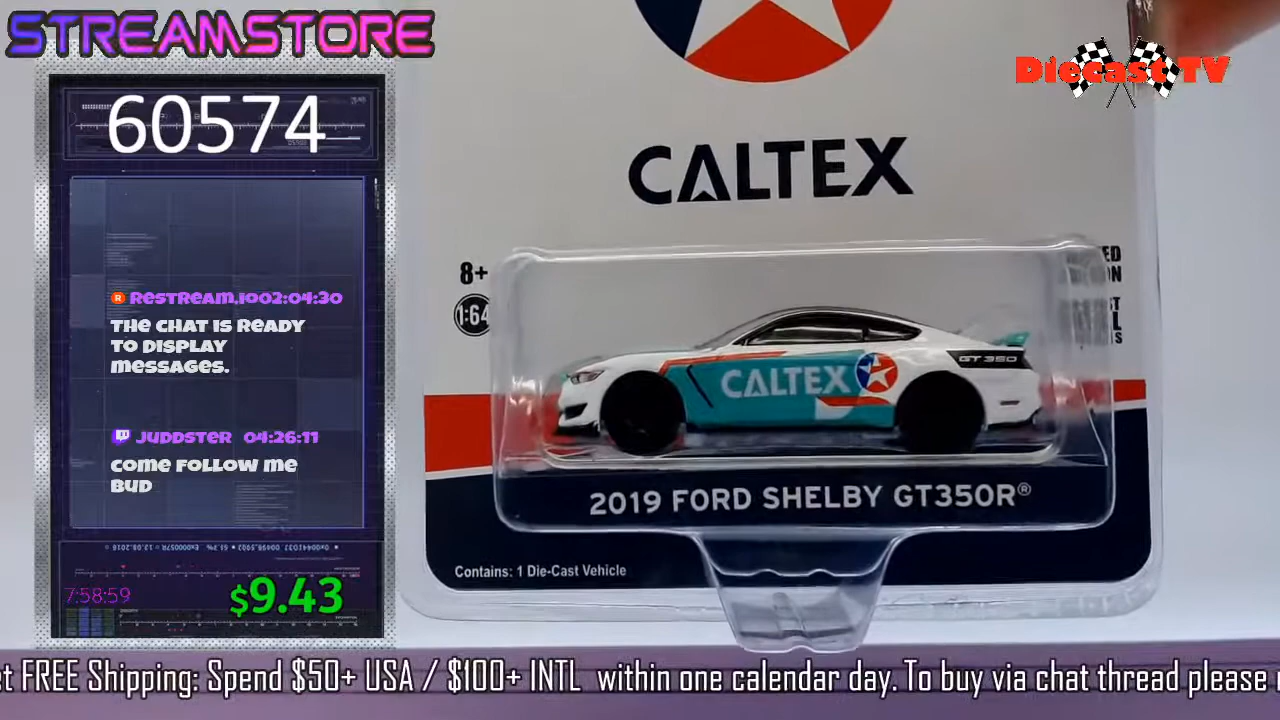 STREAMSTORE
60574
Restream.io 02:04:30
THE CHAT IS READY
TO DISPLAY
MESSAGES.
Juddster 04:26:11
COME FOLLOW ME
BUD
7:58:59
$9.43
Diecast TV
CALTEX
8+
1:64
CALTEX
GT 350
2019 FORD SHELBY GT350R®
Contains: 1 Die-Cast Vehicle
FREE Shipping: Spend $50+ USA / $100+ INTL within one calendar day. To buy via chat thread please